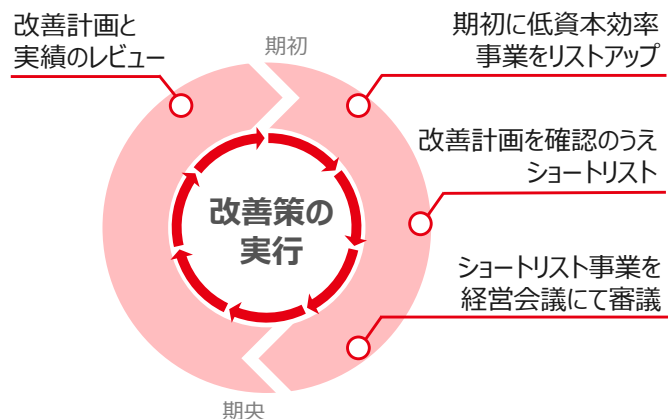 改善計画と
実績のレビュー
期初
期初に低資本効率
事業をリストアップ
改善計画を確認のうえ
ショートリスト
改善策の
実行
ショートリスト事業を
経営会議にて審議
期央